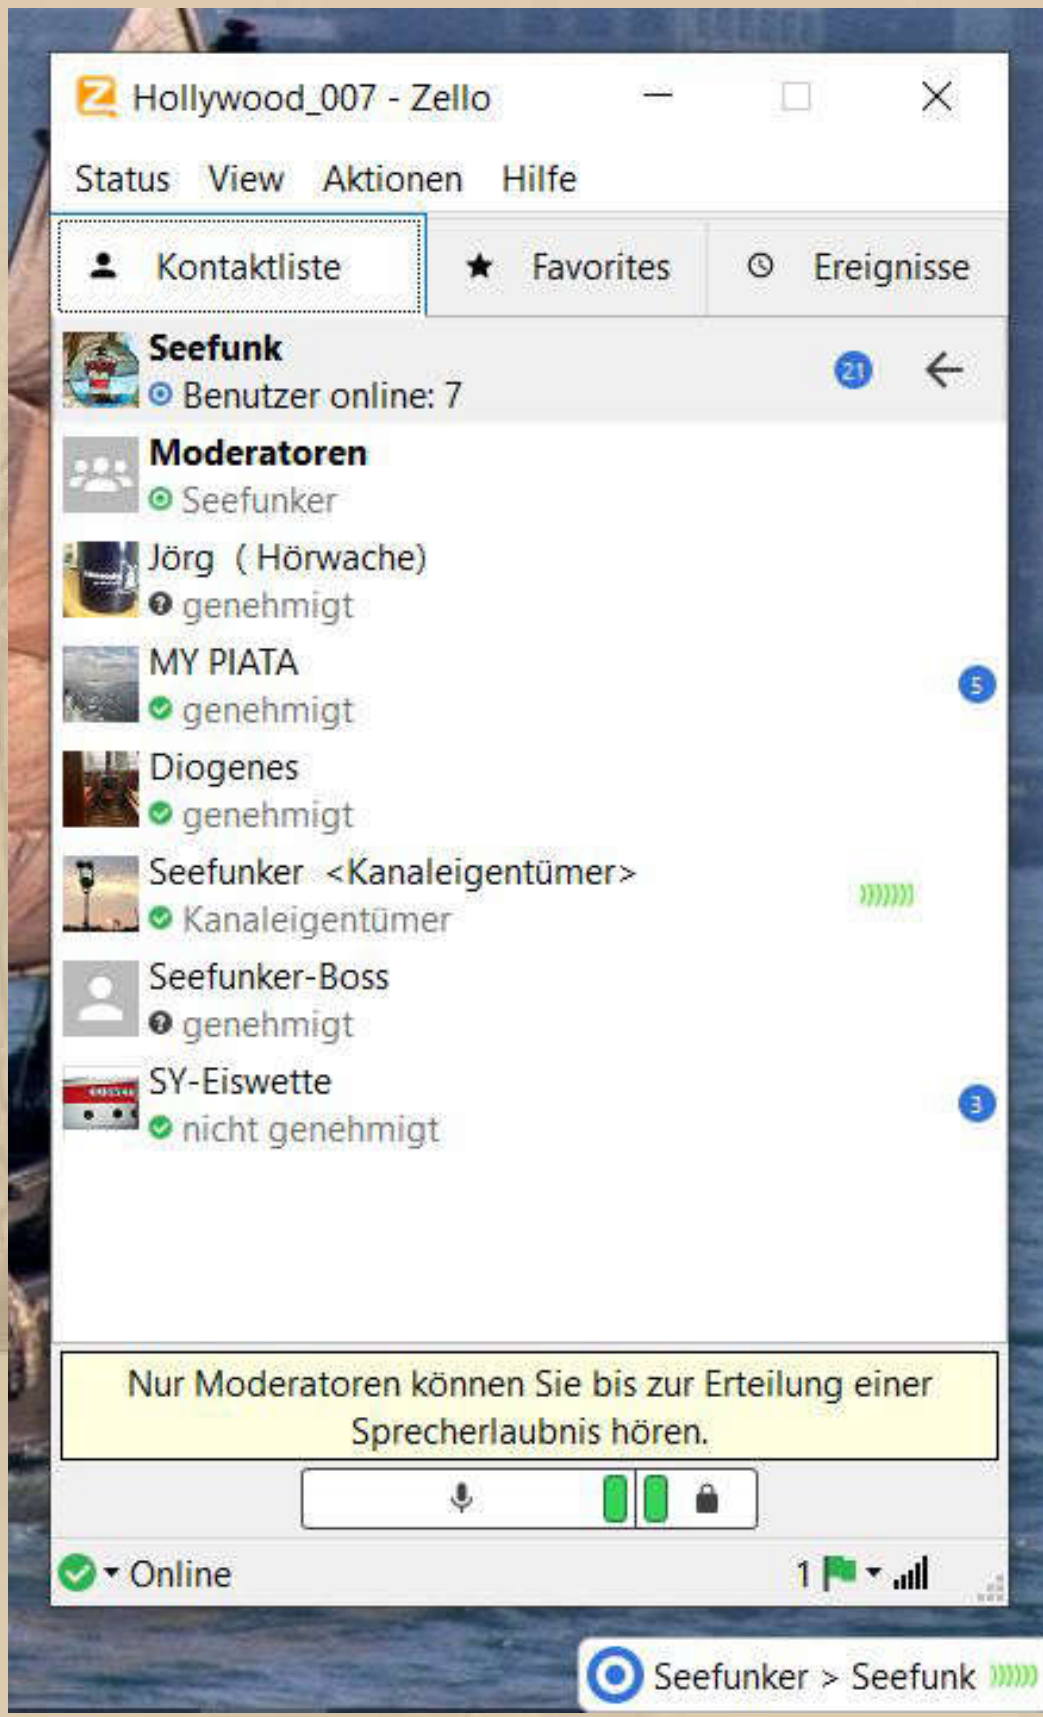 Hollywood_007 - Zello
Status View Aktionen Hilfe
Kontaktliste Favorites Ereignisse
Seefunk
Benutzer online: 7
21
Moderatoren
Seefunker
Jörg ( Hörwache)
genehmigt
MY PIATA
genehmigt
5
Diogenes
genehmigt
Seefunker <Kanaleigentümer>
Kanaleigentümer
Seefunker-Boss
genehmigt
SY-Eiswette
nicht genehmigt
3
Nur Moderatoren können Sie bis zur Erteilung einer
Sprecherlaubnis hören.
Online 1
Seefunker > Seefunk